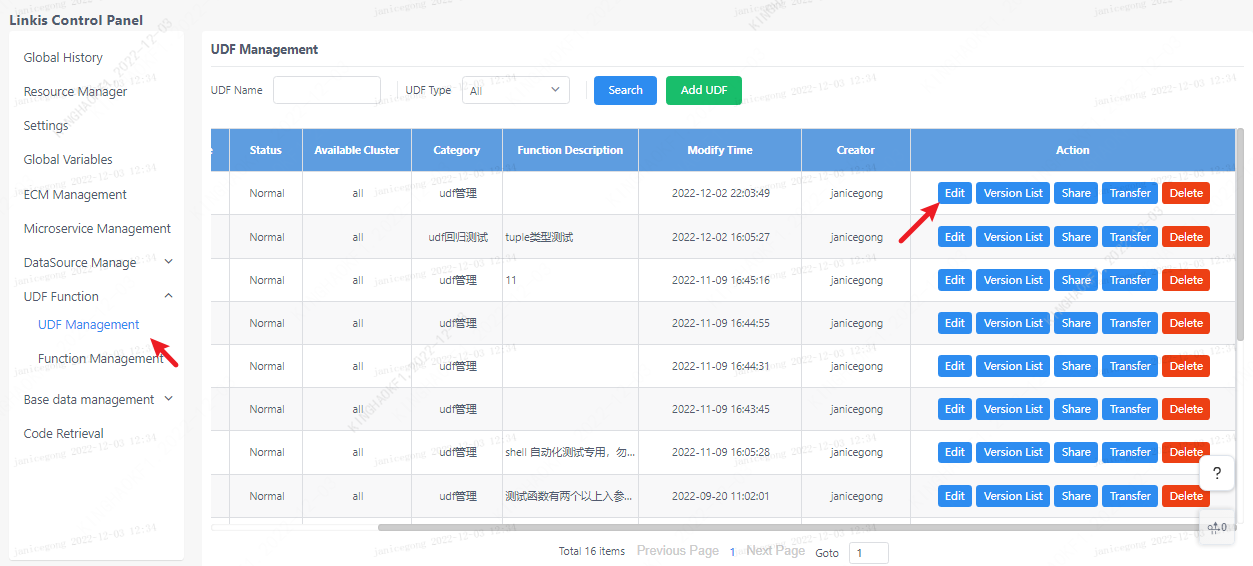 Linkis Control Panel
Global History
Resource Manager
Settings
Global Variables
ECM Management
Microservice Management
DataSource Manage
UDF Function
UDF Management
Function Management
Base data management
Code Retrieval
UDF Management
UDF Name UDF Type All Search Add UDF
Status Available Cluster Category Function Description Modify Time Creator Action
Normal all udf管理 2022-12-02 22:03:49 janicegong Edit Version List Share Transfer Delete
Normal all udf回归测试 tuple类型测试 2022-12-02 16:05:27 janicegong Edit Version List Share Transfer Delete
Normal all udf管理 11 2022-11-09 16:45:16 janicegong Edit Version List Share Transfer Delete
Normal all udf管理 2022-11-09 16:44:55 janicegong Edit Version List Share Transfer Delete
Normal all udf管理 2022-11-09 16:44:31 janicegong Edit Version List Share Transfer Delete
Normal all udf管理 2022-11-09 16:43:45 janicegong Edit Version List Share Transfer Delete
Normal all udf管理 shell 自动化测试专用，勿... 2022-11-09 16:05:28 janicegong Edit Version List Share Transfer Delete
Normal all udf管理 测试函数有两个以上入参... 2022-09-20 11:02:01 janicegong Edit Version List Share Transfer Delete
?
0
Total 16 items Previous Page 1 Next Page Goto 1
janicegong 2022-12-03 12:34